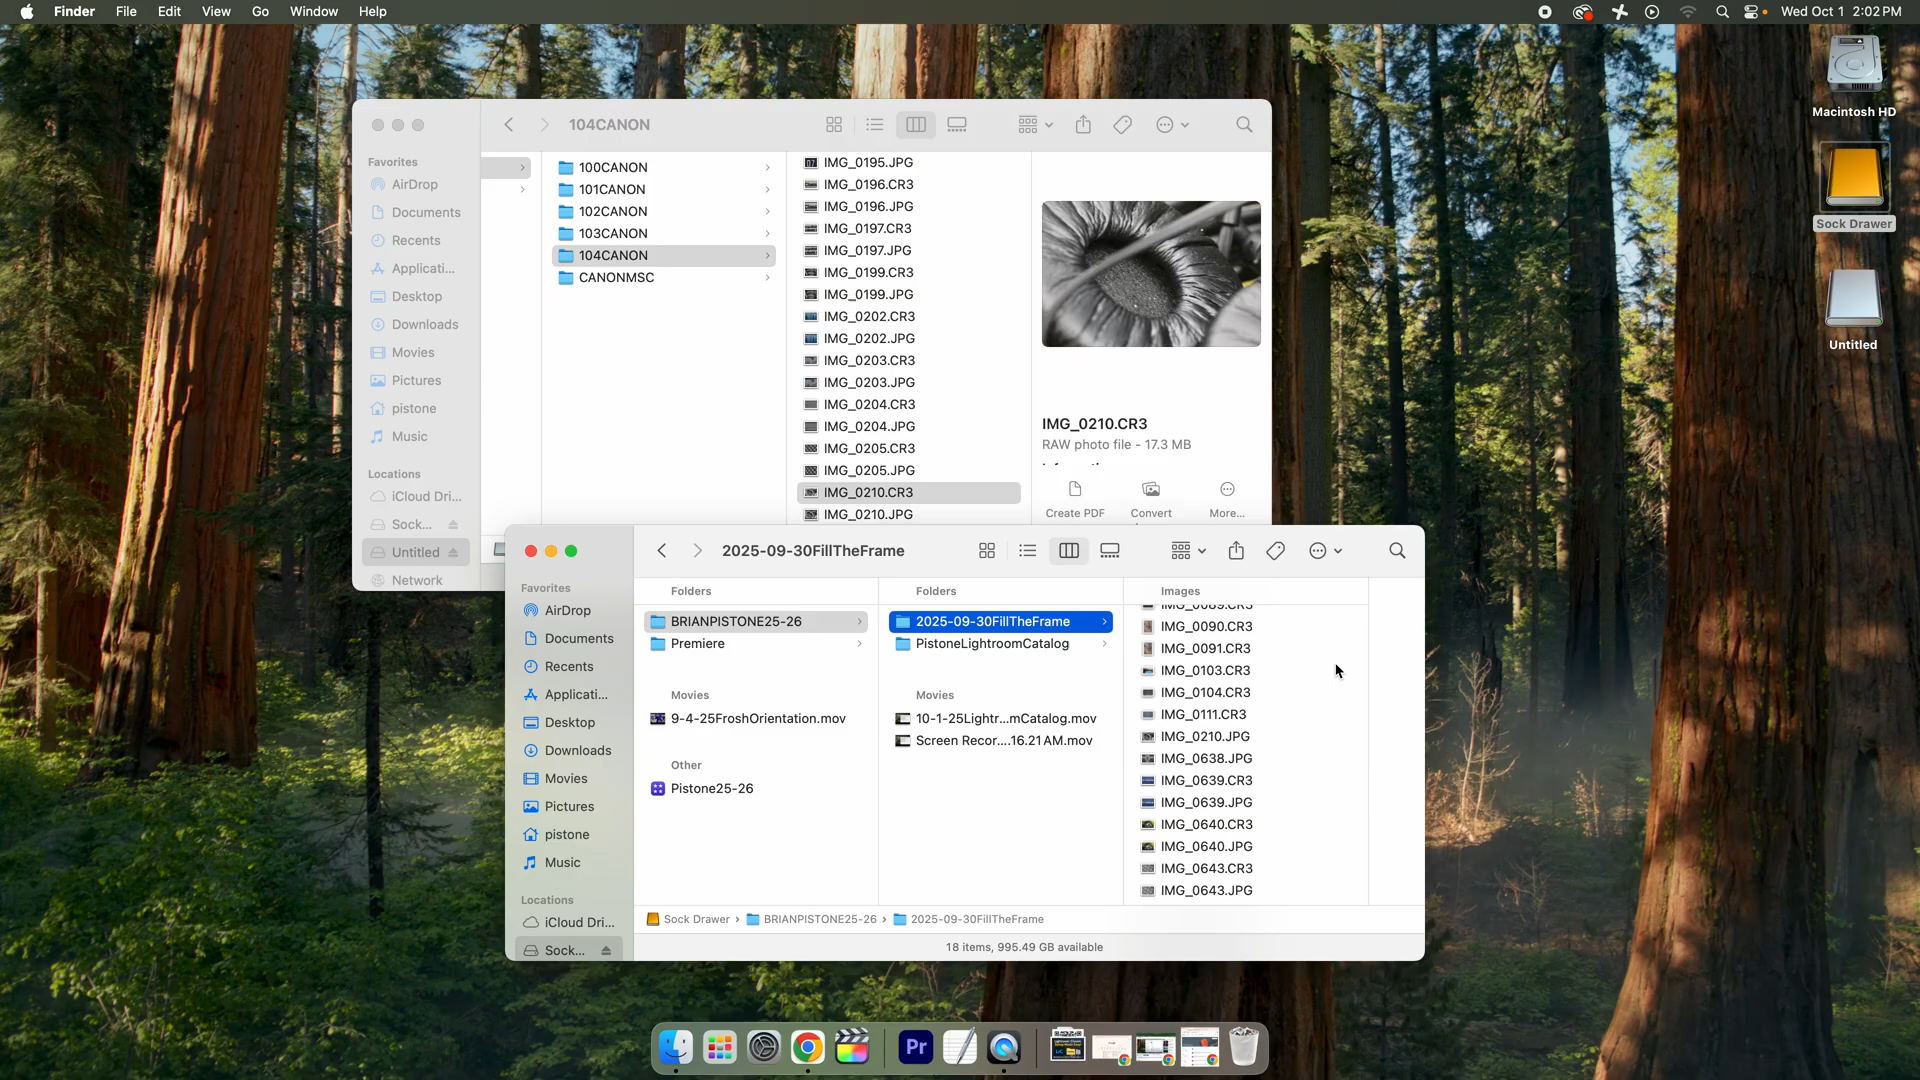 Finder File Edit View Go Window Help
Wed Oct 1 2:02 PM
Macintosh HD
Sock Drawer
Untitled
104CANON
Favorites
AirDrop
Documents
Recents
Applicati...
Desktop
Downloads
Movies
Pictures
pistone
Music
Locations
iCloud Dri...
Sock...
Untitled
Network
100CANON
101CANON
102CANON
103CANON
104CANON
CANONMSC
IMG_0195.JPG
IMG_0196.CR3
IMG_0196.JPG
IMG_0197.CR3
IMG_0197.JPG
IMG_0199.CR3
IMG_0199.JPG
IMG_0202.CR3
IMG_0202.JPG
IMG_0203.CR3
IMG_0203.JPG
IMG_0204.CR3
IMG_0204.JPG
IMG_0205.CR3
IMG_0205.JPG
IMG_0210.CR3
IMG_0210.JPG
IMG_0210.CR3
RAW photo file - 17.3 MB
Create PDF Convert More...
2025-09-30FillTheFrame
Favorites
AirDrop
Documents
Recents
Applicati...
Desktop
Downloads
Movies
Pictures
pistone
Music
Locations
iCloud Dri...
Sock...
Folders
BRIANPISTONE25-26
Premiere
Movies
9-4-25FroshOrientation.mov
Other
Pistone25-26
Folders
2025-09-30FillTheFrame
PistoneLightroomCatalog
Movies
10-1-25Lightr...mCatalog.mov
Screen Recor....16.21 AM.mov
Images
IMG_0089.CR3
IMG_0090.CR3
IMG_0091.CR3
IMG_0103.CR3
IMG_0104.CR3
IMG_0111.CR3
IMG_0210.JPG
IMG_0638.JPG
IMG_0639.CR3
IMG_0639.JPG
IMG_0640.CR3
IMG_0640.JPG
IMG_0643.CR3
IMG_0643.JPG
Sock Drawer › BRIANPISTONE25-26 › 2025-09-30FillTheFrame
18 items, 995.49 GB available
Pr